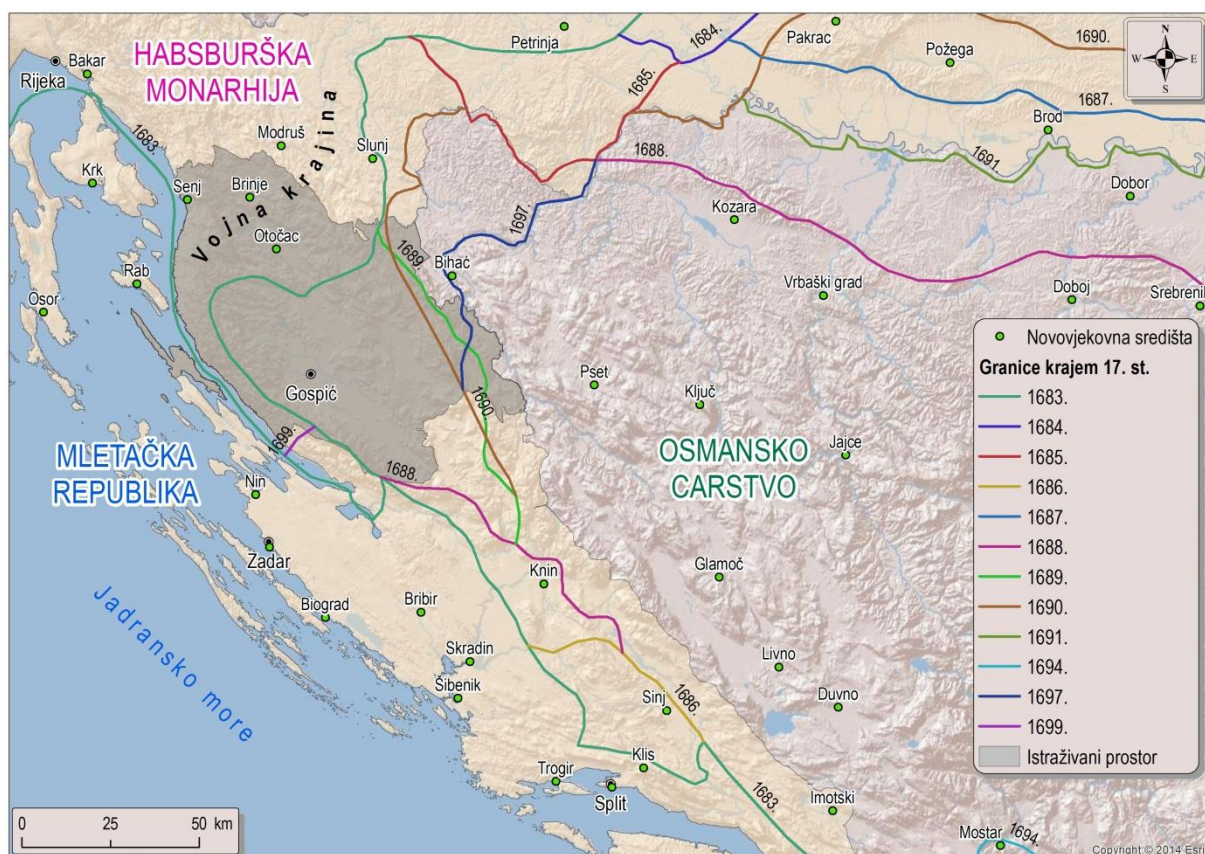 HABSBURŠKA
MONARHIJA
Rijeka
Bakar
Petrinja
1684.
Pakrac
Požega
1690.
N
W
E
S
1685.
1687.
1683.
Modruš
Slunj
Brod
1691.
1688.
Krk
Senj
Brinje
Vojna krajina
Dobor
Kozara
Otočac
1697.
1689.
Bihać
Rab
Osor
Vrbaški grad
Doboj
Srebrenik
Gospić
Pset
Ključ
1690.
1699.
MLETAČKA
REPUBLIKA
Nin
1688.
OSMANSKO
CARSTVO
Jajce
Zadar
Knin
Glamoč
Jadransko more
Biograd
Bribir
Skradin
Šibenik
Livno
Sinj
1686.
Duvno
Trogir
Klis
Split
1683.
Imotski
Mostar
1694.
Novovjekovna središta
Granice krajem 17. st.
1683.
1684.
1685.
1686.
1687.
1688.
1689.
1690.
1691.
1694.
1697.
1699.
Istraživani prostor
0 25 50 km
Copyright:© 2014 Esri